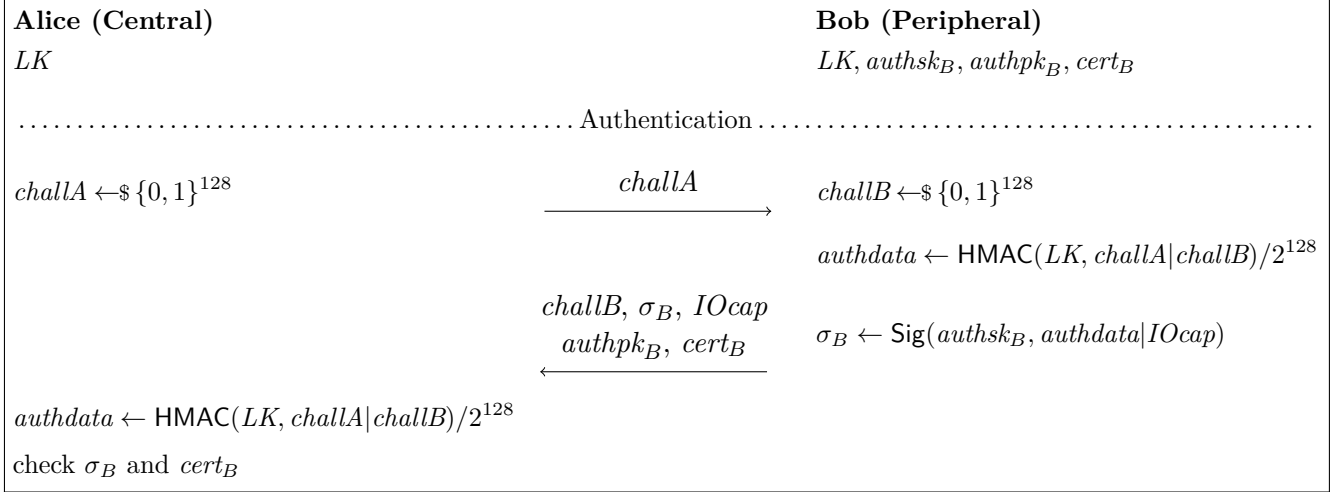 Alice (Central) Bob (Peripheral)
LK LK, authsk_B, authpk_B, cert_B
Authentication
challA ←$ {0, 1}^128 challA challB ←$ {0, 1}^128
authdata ← HMAC(LK, challA|challB)/2^128
challB, σ_B, IOcap
authpk_B, cert_B σ_B ← Sig(authsk_B, authdata|IOcap)
authdata ← HMAC(LK, challA|challB)/2^128
check σ_B and cert_B